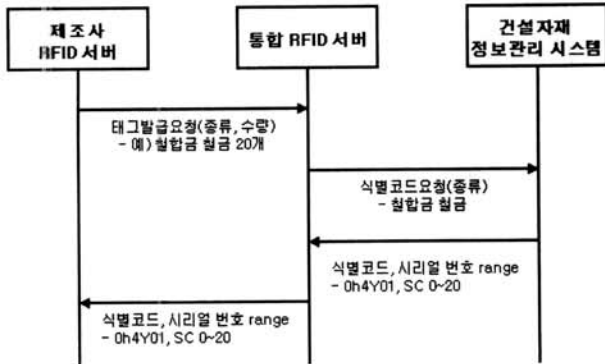 제조사
RFID 서버
통합 RFID 서버
건설자재
정보관리 시스템
태그발급요청(종류, 수량)
- 예) 철합금 철금 20개
식별코드요청(종류)
- 철합금 철금
식별코드, 시리얼 번호 range
- 0h4Y01, SC 0~20
식별코드, 시리얼 번호 range
- 0h4Y01, SC 0~20